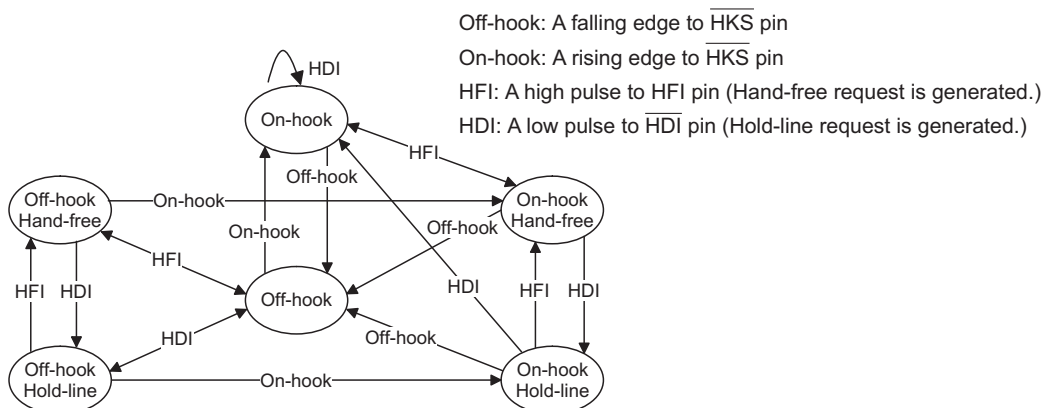 Off-hook: A falling edge to HKS pin
On-hook: A rising edge to HKS pin
HFI: A high pulse to HFI pin (Hand-free request is generated.)
HDI: A low pulse to HDI pin (Hold-line request is generated.)
HDI
On-hook
HFI
Off-hook
Off-hook
Hand-free
On-hook
On-hook
Hand-free
On-hook
Off-hook
HFI
HFI
HDI
Off-hook
HDI
HFI
HDI
HDI
Off-hook
Off-hook
Hold-line
On-hook
On-hook
Hold-line